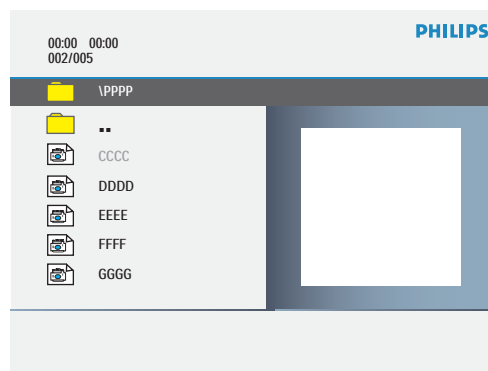 PHILIPS
00:00 00:00
002/005
\PPPP
..
CCCC
DDDD
EEEE
FFFF
GGGG